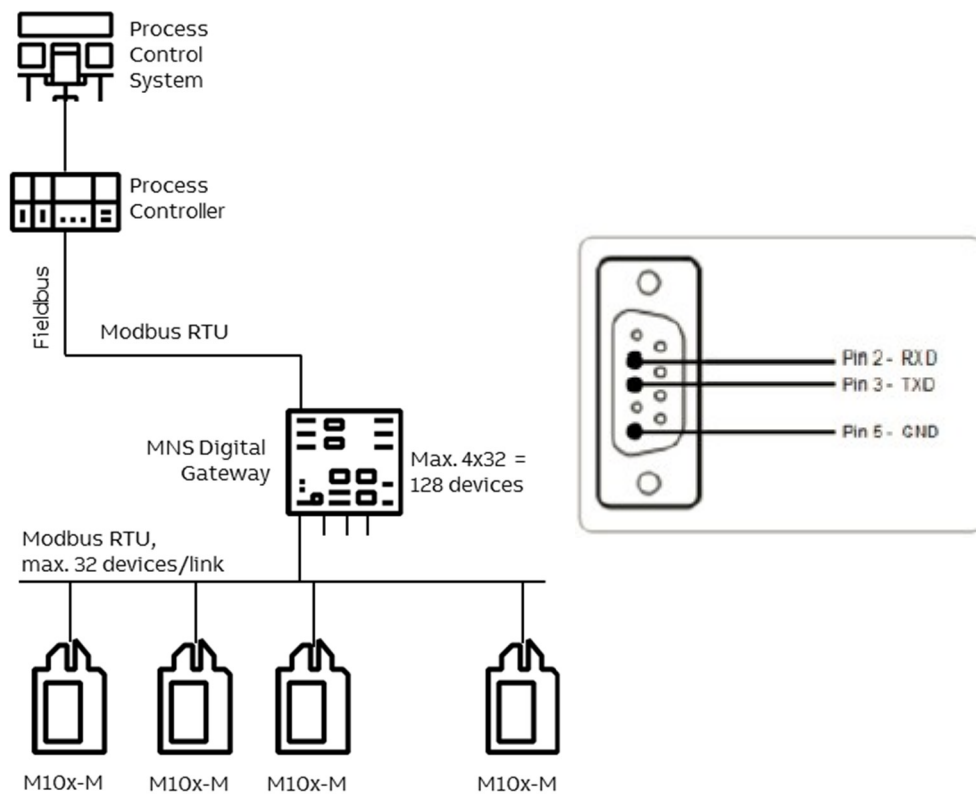 Process
Control
System
Process
Controller
Fieldbus
Modbus RTU
MNS Digital
Gateway
Max. 4x32 =
128 devices
Modbus RTU,
max. 32 devices/link
M10x-M
M10x-M
M10x-M
M10x-M
Pin 2 - RXD
Pin 3 - TXD
Pin 5 - GND